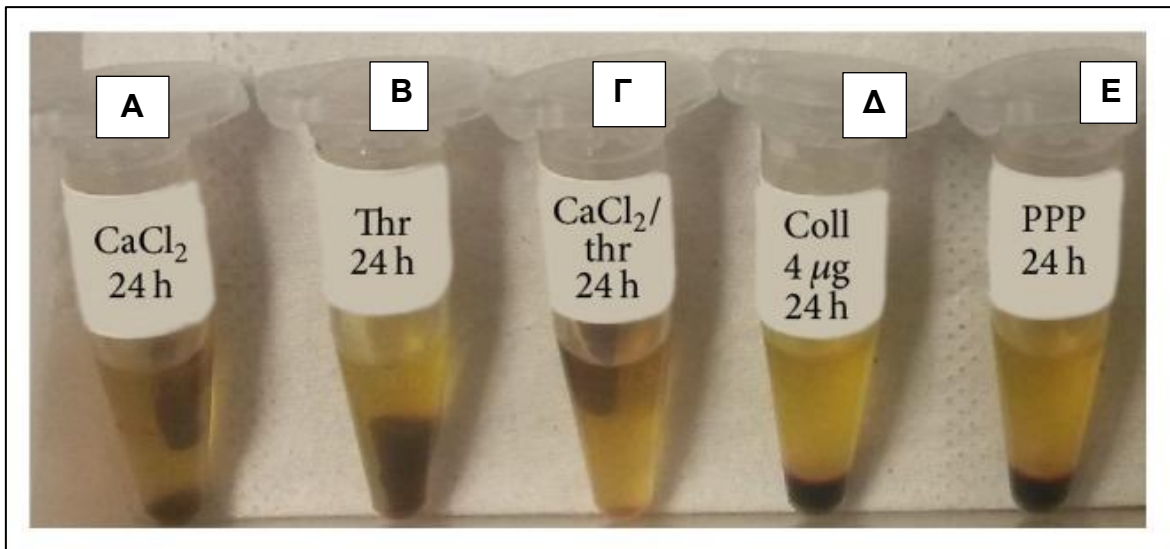 Α
Β
Γ
Δ
Ε
CaCl₂
24 h
Thr
24 h
CaCl₂/
thr
24 h
Coll
4 μg
24 h
PPP
24 h